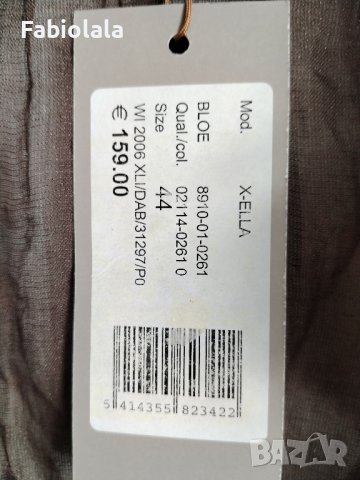 Fabiolala
Mod. X-ELLA
BLOE 8910-01-0261
Qual./col. 02114-0261 0
Size 44
WI 2006 XLI/DAB/31297/P0
€ 159.00
5 414355 823422
BAZAR